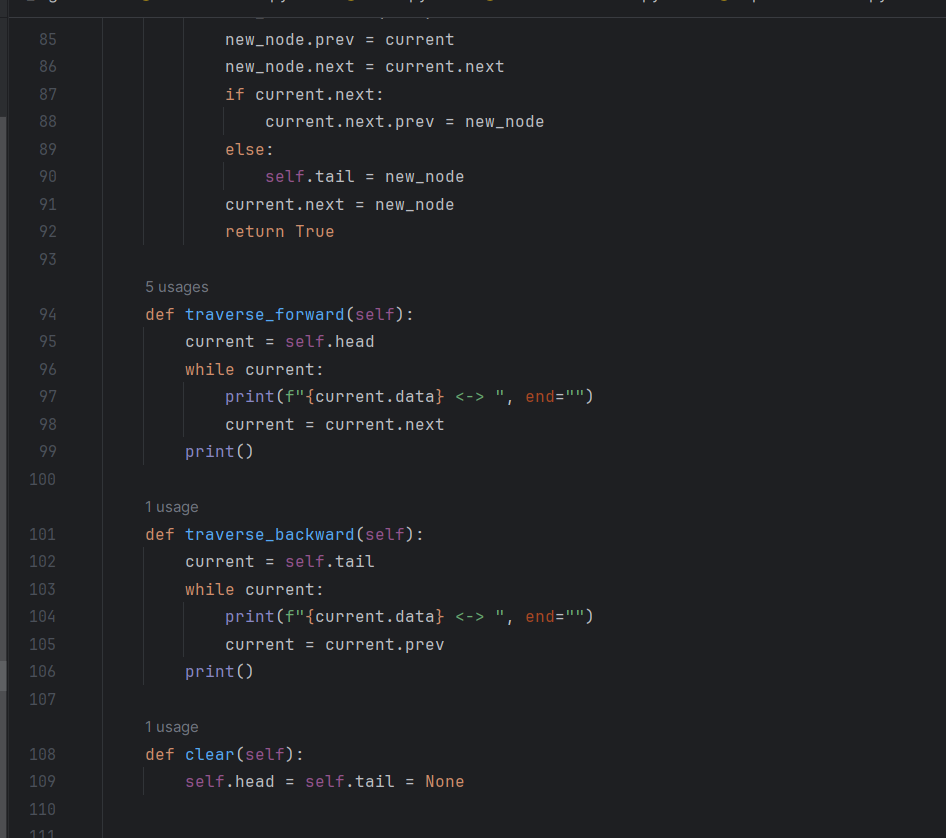 85 new_node.prev = current
86 new_node.next = current.next
87 if current.next:
88 current.next.prev = new_node
89 else:
90 self.tail = new_node
91 current.next = new_node
92 return True
93
5 usages
94 def traverse_forward(self):
95 current = self.head
96 while current:
97 print(f"{current.data} <-> ", end="")
98 current = current.next
99 print()
100
1 usage
101 def traverse_backward(self):
102 current = self.tail
103 while current:
104 print(f"{current.data} <-> ", end="")
105 current = current.prev
106 print()
107
1 usage
108 def clear(self):
109 self.head = self.tail = None
110
111